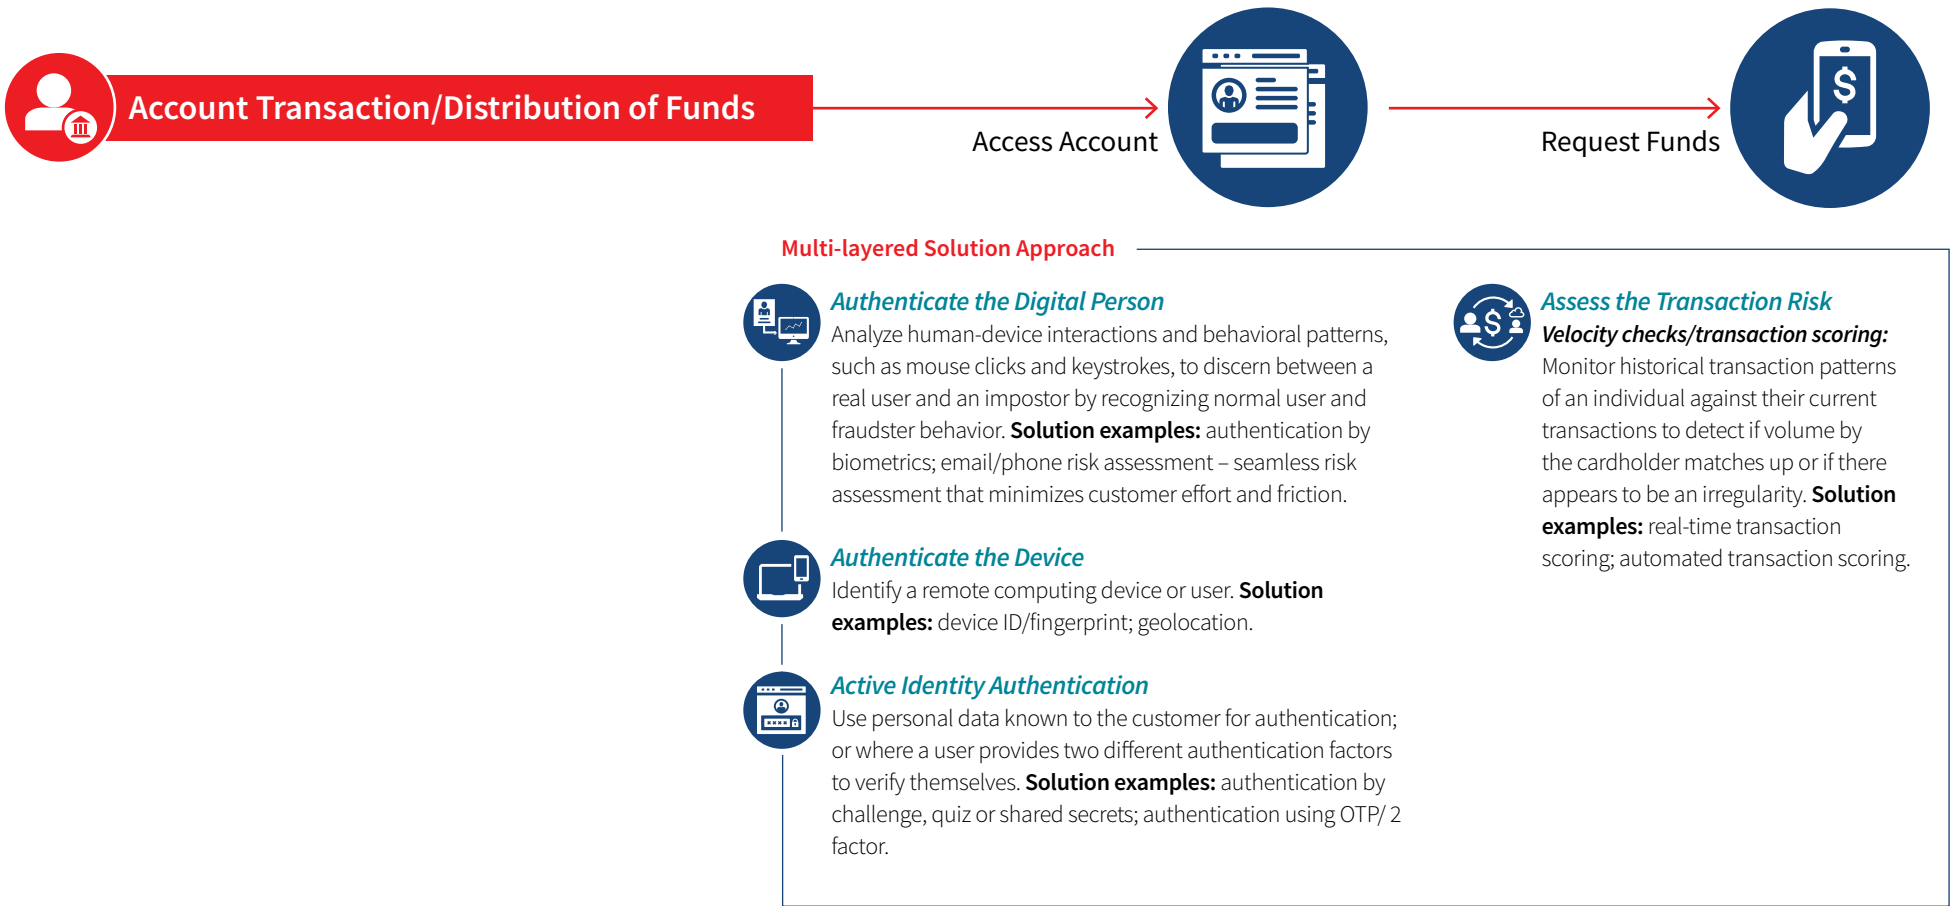 Account Transaction/Distribution of Funds
Access Account
Request Funds
Multi-layered Solution Approach
Authenticate the Digital Person
Analyze human-device interactions and behavioral patterns,
such as mouse clicks and keystrokes, to discern between a
real user and an impostor by recognizing normal user and
fraudster behavior. Solution examples: authentication by
biometrics; email/phone risk assessment – seamless risk
assessment that minimizes customer effort and friction.
Authenticate the Device
Identify a remote computing device or user. Solution
examples: device ID/fingerprint; geolocation.
Active Identity Authentication
Use personal data known to the customer for authentication;
or where a user provides two different authentication factors
to verify themselves. Solution examples: authentication by
challenge, quiz or shared secrets; authentication using OTP/ 2
factor.
Assess the Transaction Risk
Velocity checks/transaction scoring:
Monitor historical transaction patterns
of an individual against their current
transactions to detect if volume by
the cardholder matches up or if there
appears to be an irregularity. Solution
examples: real-time transaction
scoring; automated transaction scoring.